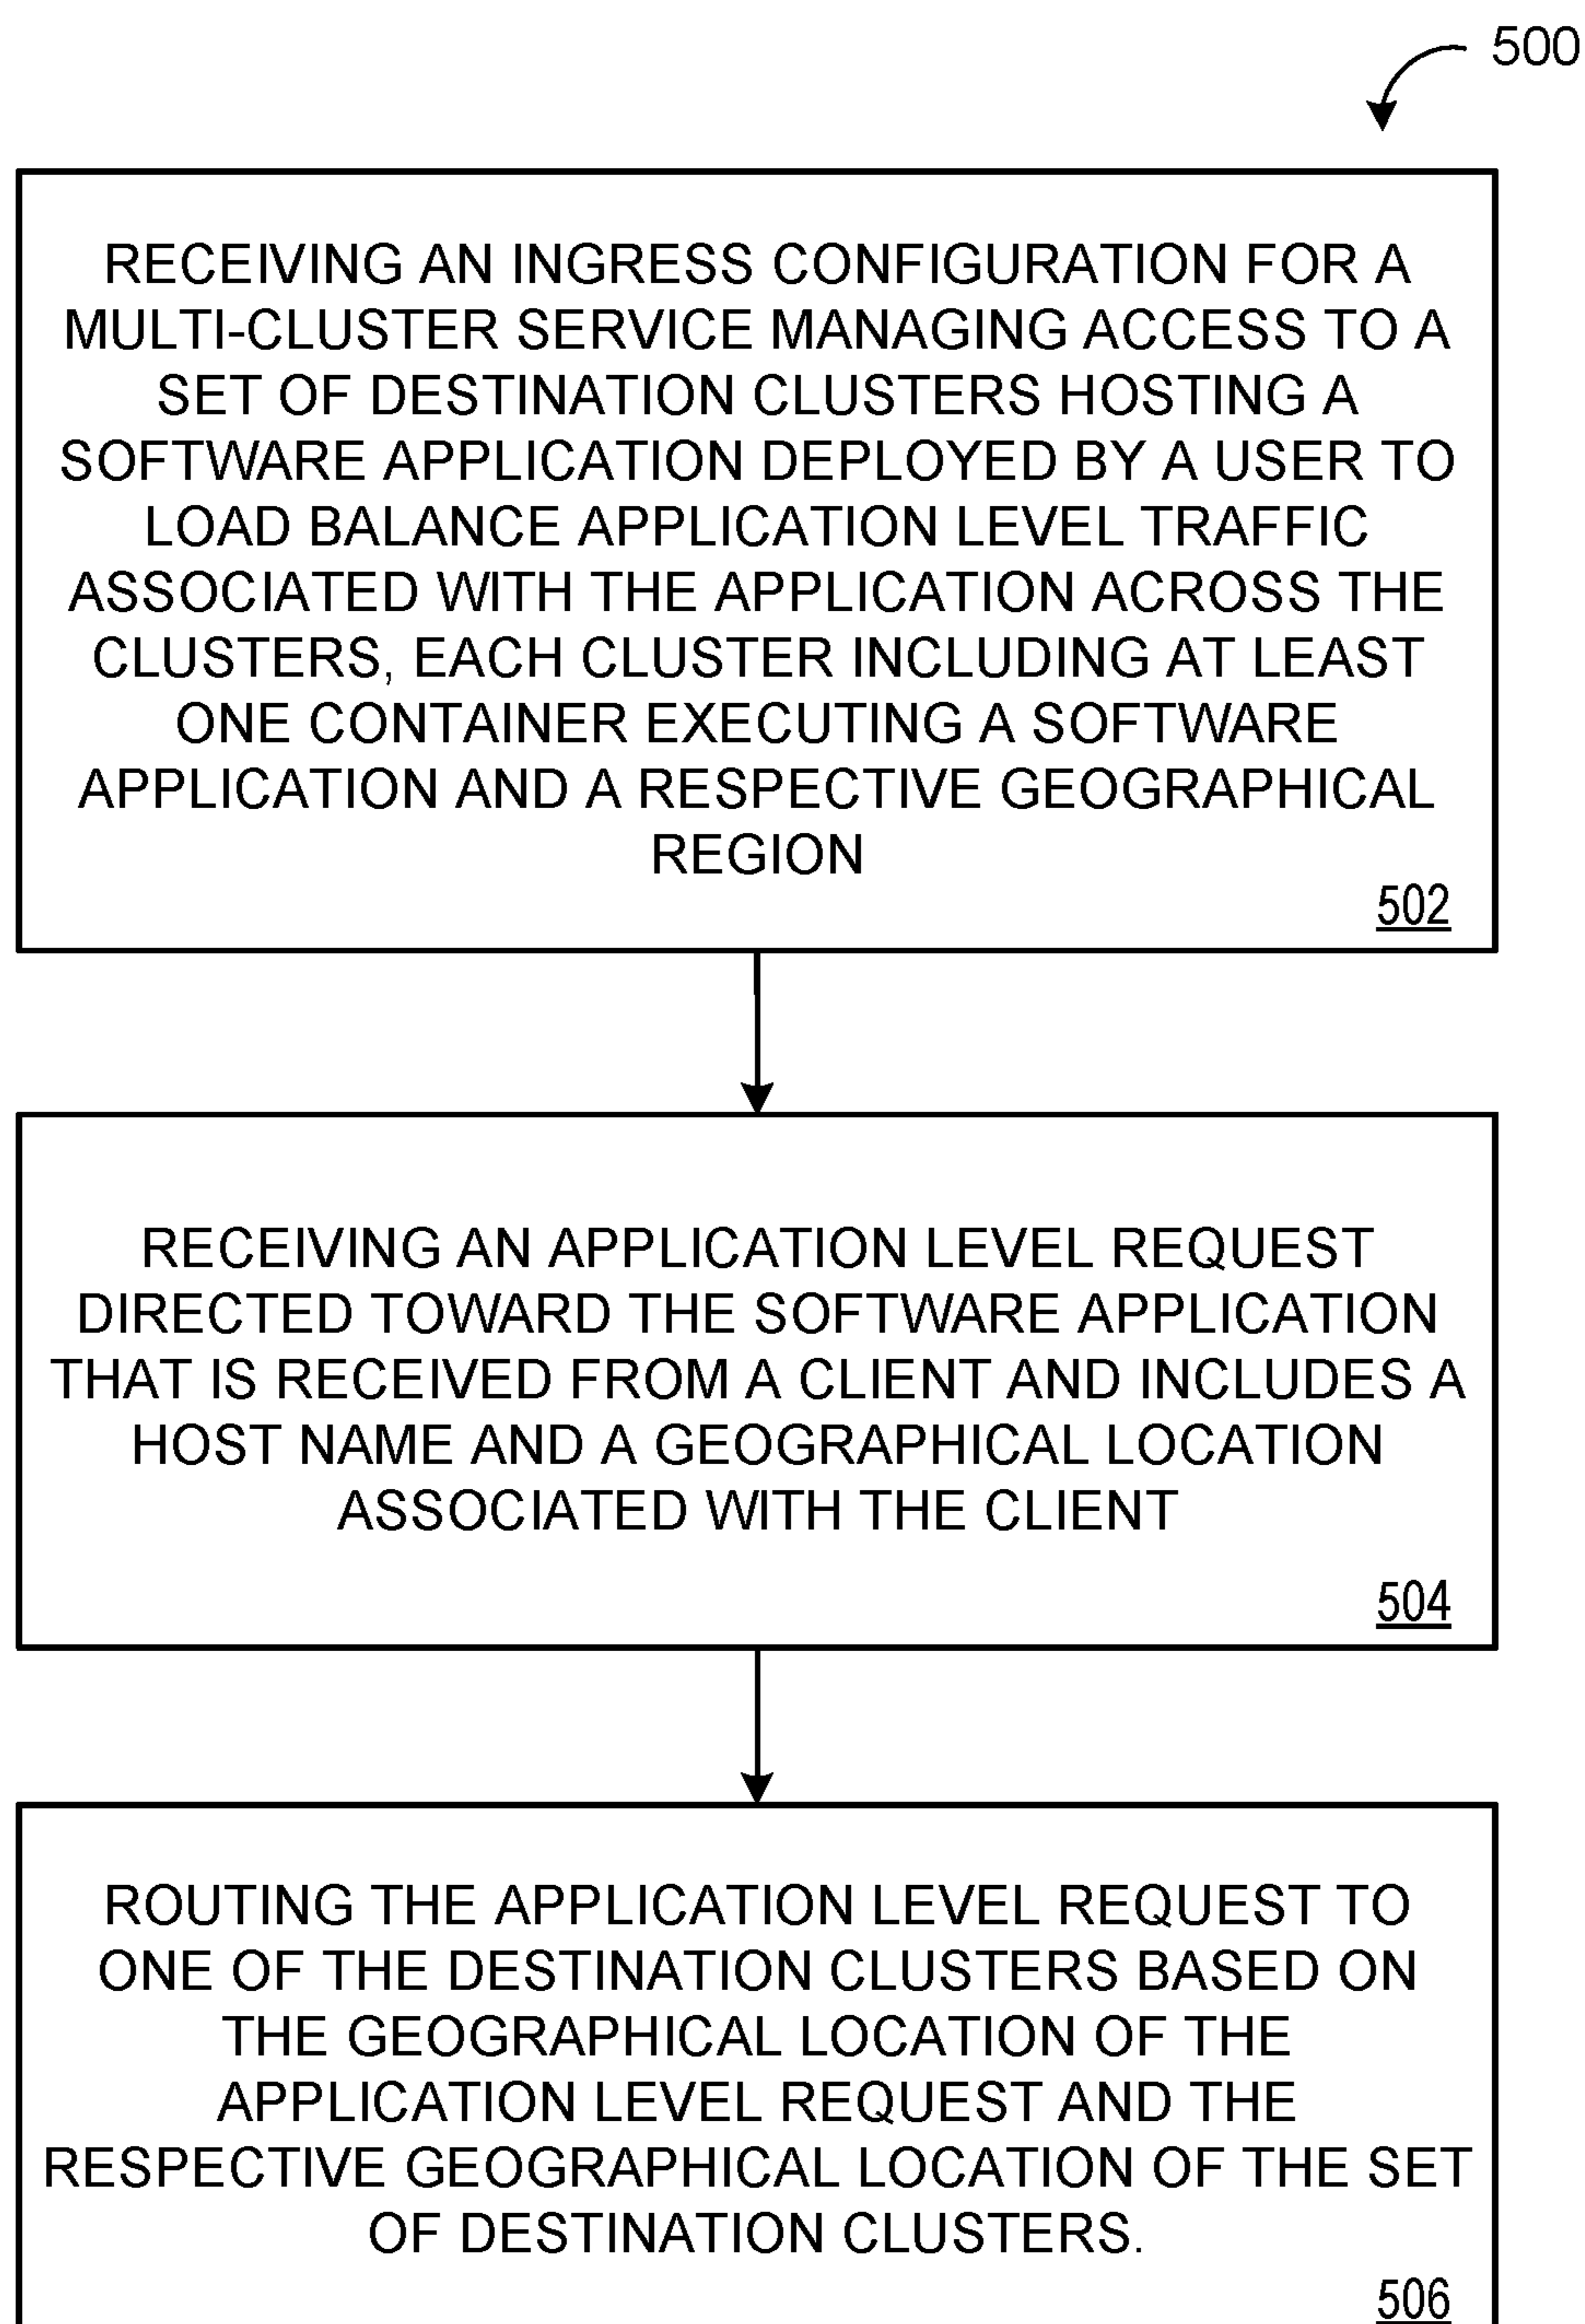 500
RECEIVING AN INGRESS CONFIGURATION FOR A
MULTI-CLUSTER SERVICE MANAGING ACCESS TO A
SET OF DESTINATION CLUSTERS HOSTING A
SOFTWARE APPLICATION DEPLOYED BY A USER TO
LOAD BALANCE APPLICATION LEVEL TRAFFIC
ASSOCIATED WITH THE APPLICATION ACROSS THE
CLUSTERS, EACH CLUSTER INCLUDING AT LEAST
ONE CONTAINER EXECUTING A SOFTWARE
APPLICATION AND A RESPECTIVE GEOGRAPHICAL
REGION
502
RECEIVING AN APPLICATION LEVEL REQUEST
DIRECTED TOWARD THE SOFTWARE APPLICATION
THAT IS RECEIVED FROM A CLIENT AND INCLUDES A
HOST NAME AND A GEOGRAPHICAL LOCATION
ASSOCIATED WITH THE CLIENT
504
ROUTING THE APPLICATION LEVEL REQUEST TO
ONE OF THE DESTINATION CLUSTERS BASED ON
THE GEOGRAPHICAL LOCATION OF THE
APPLICATION LEVEL REQUEST AND THE
RESPECTIVE GEOGRAPHICAL LOCATION OF THE SET
OF DESTINATION CLUSTERS.
506